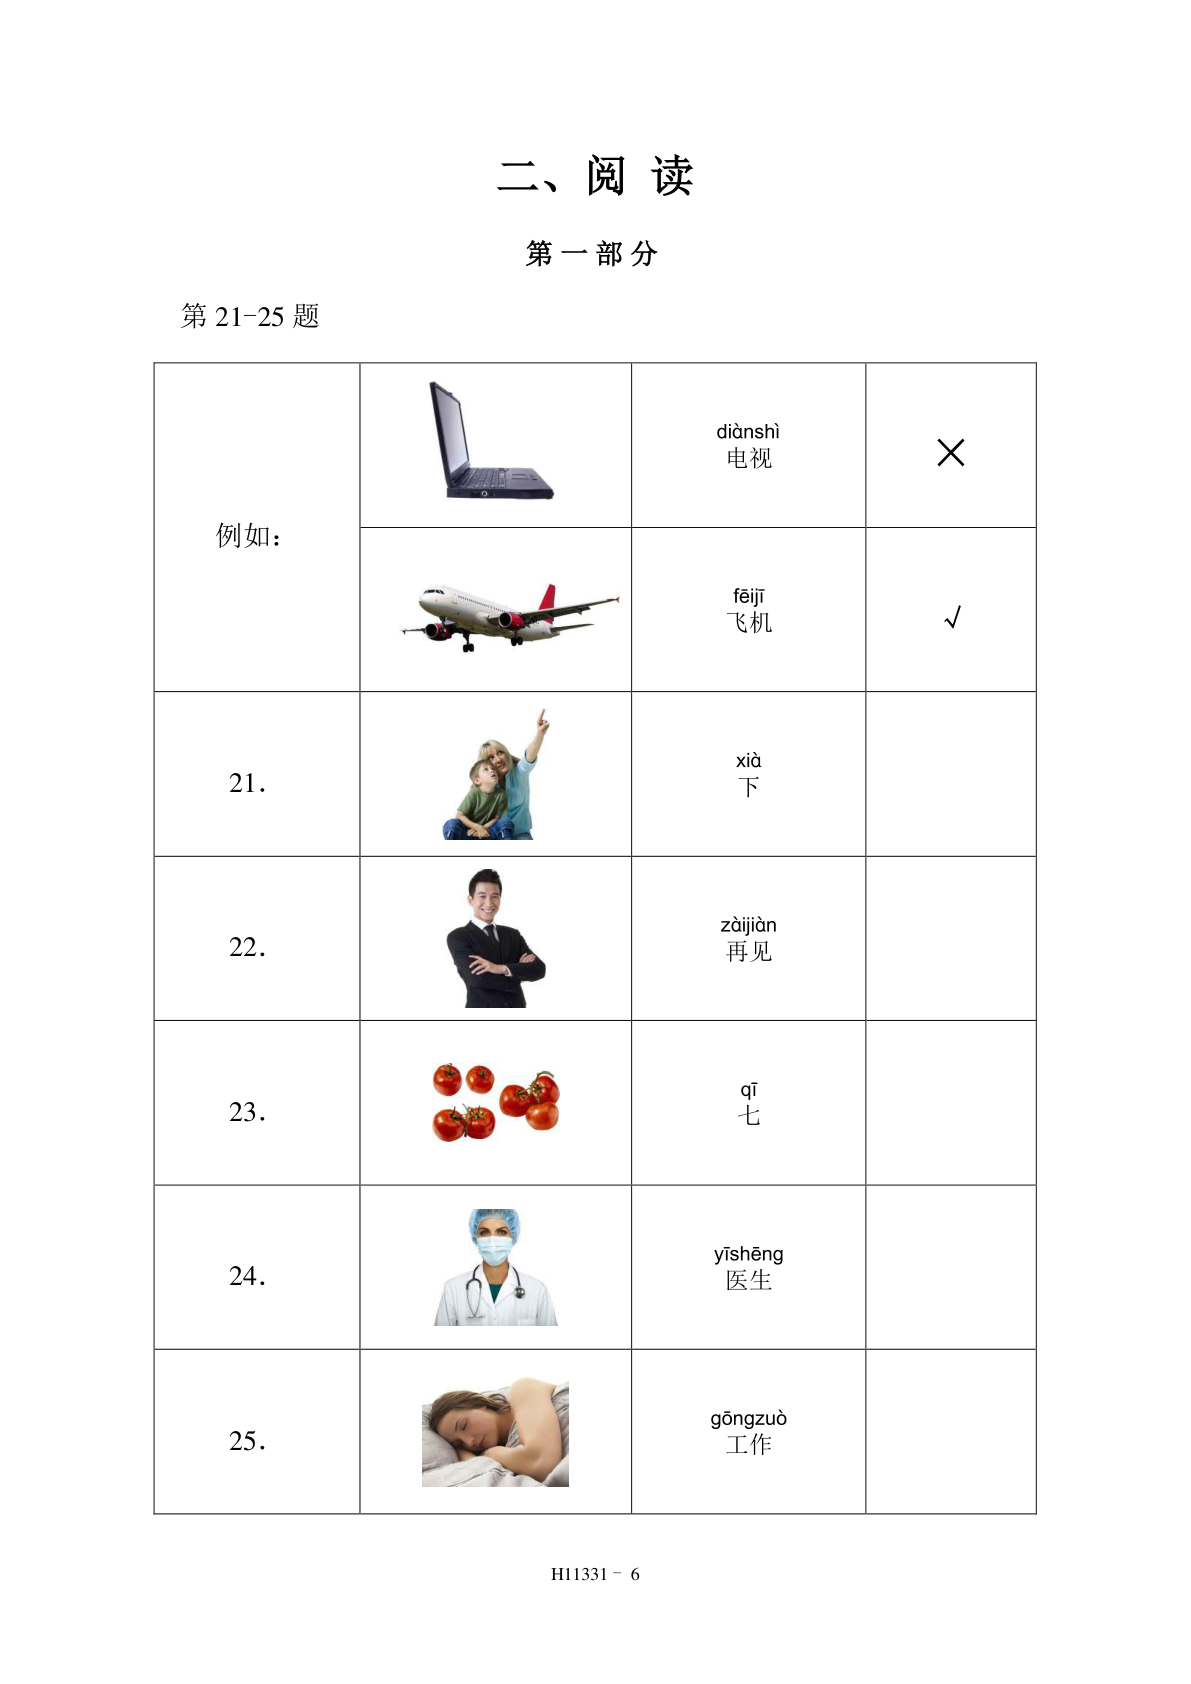 二、阅 读
第一部分
第 21-25 题
例如：
diànshì
电视
×
fēijī
飞机
√
21．
xià
下
22．
zàijiàn
再见
23．
qī
七
24．
yīshēng
医生
25．
gōngzuò
工作
H11331- 6